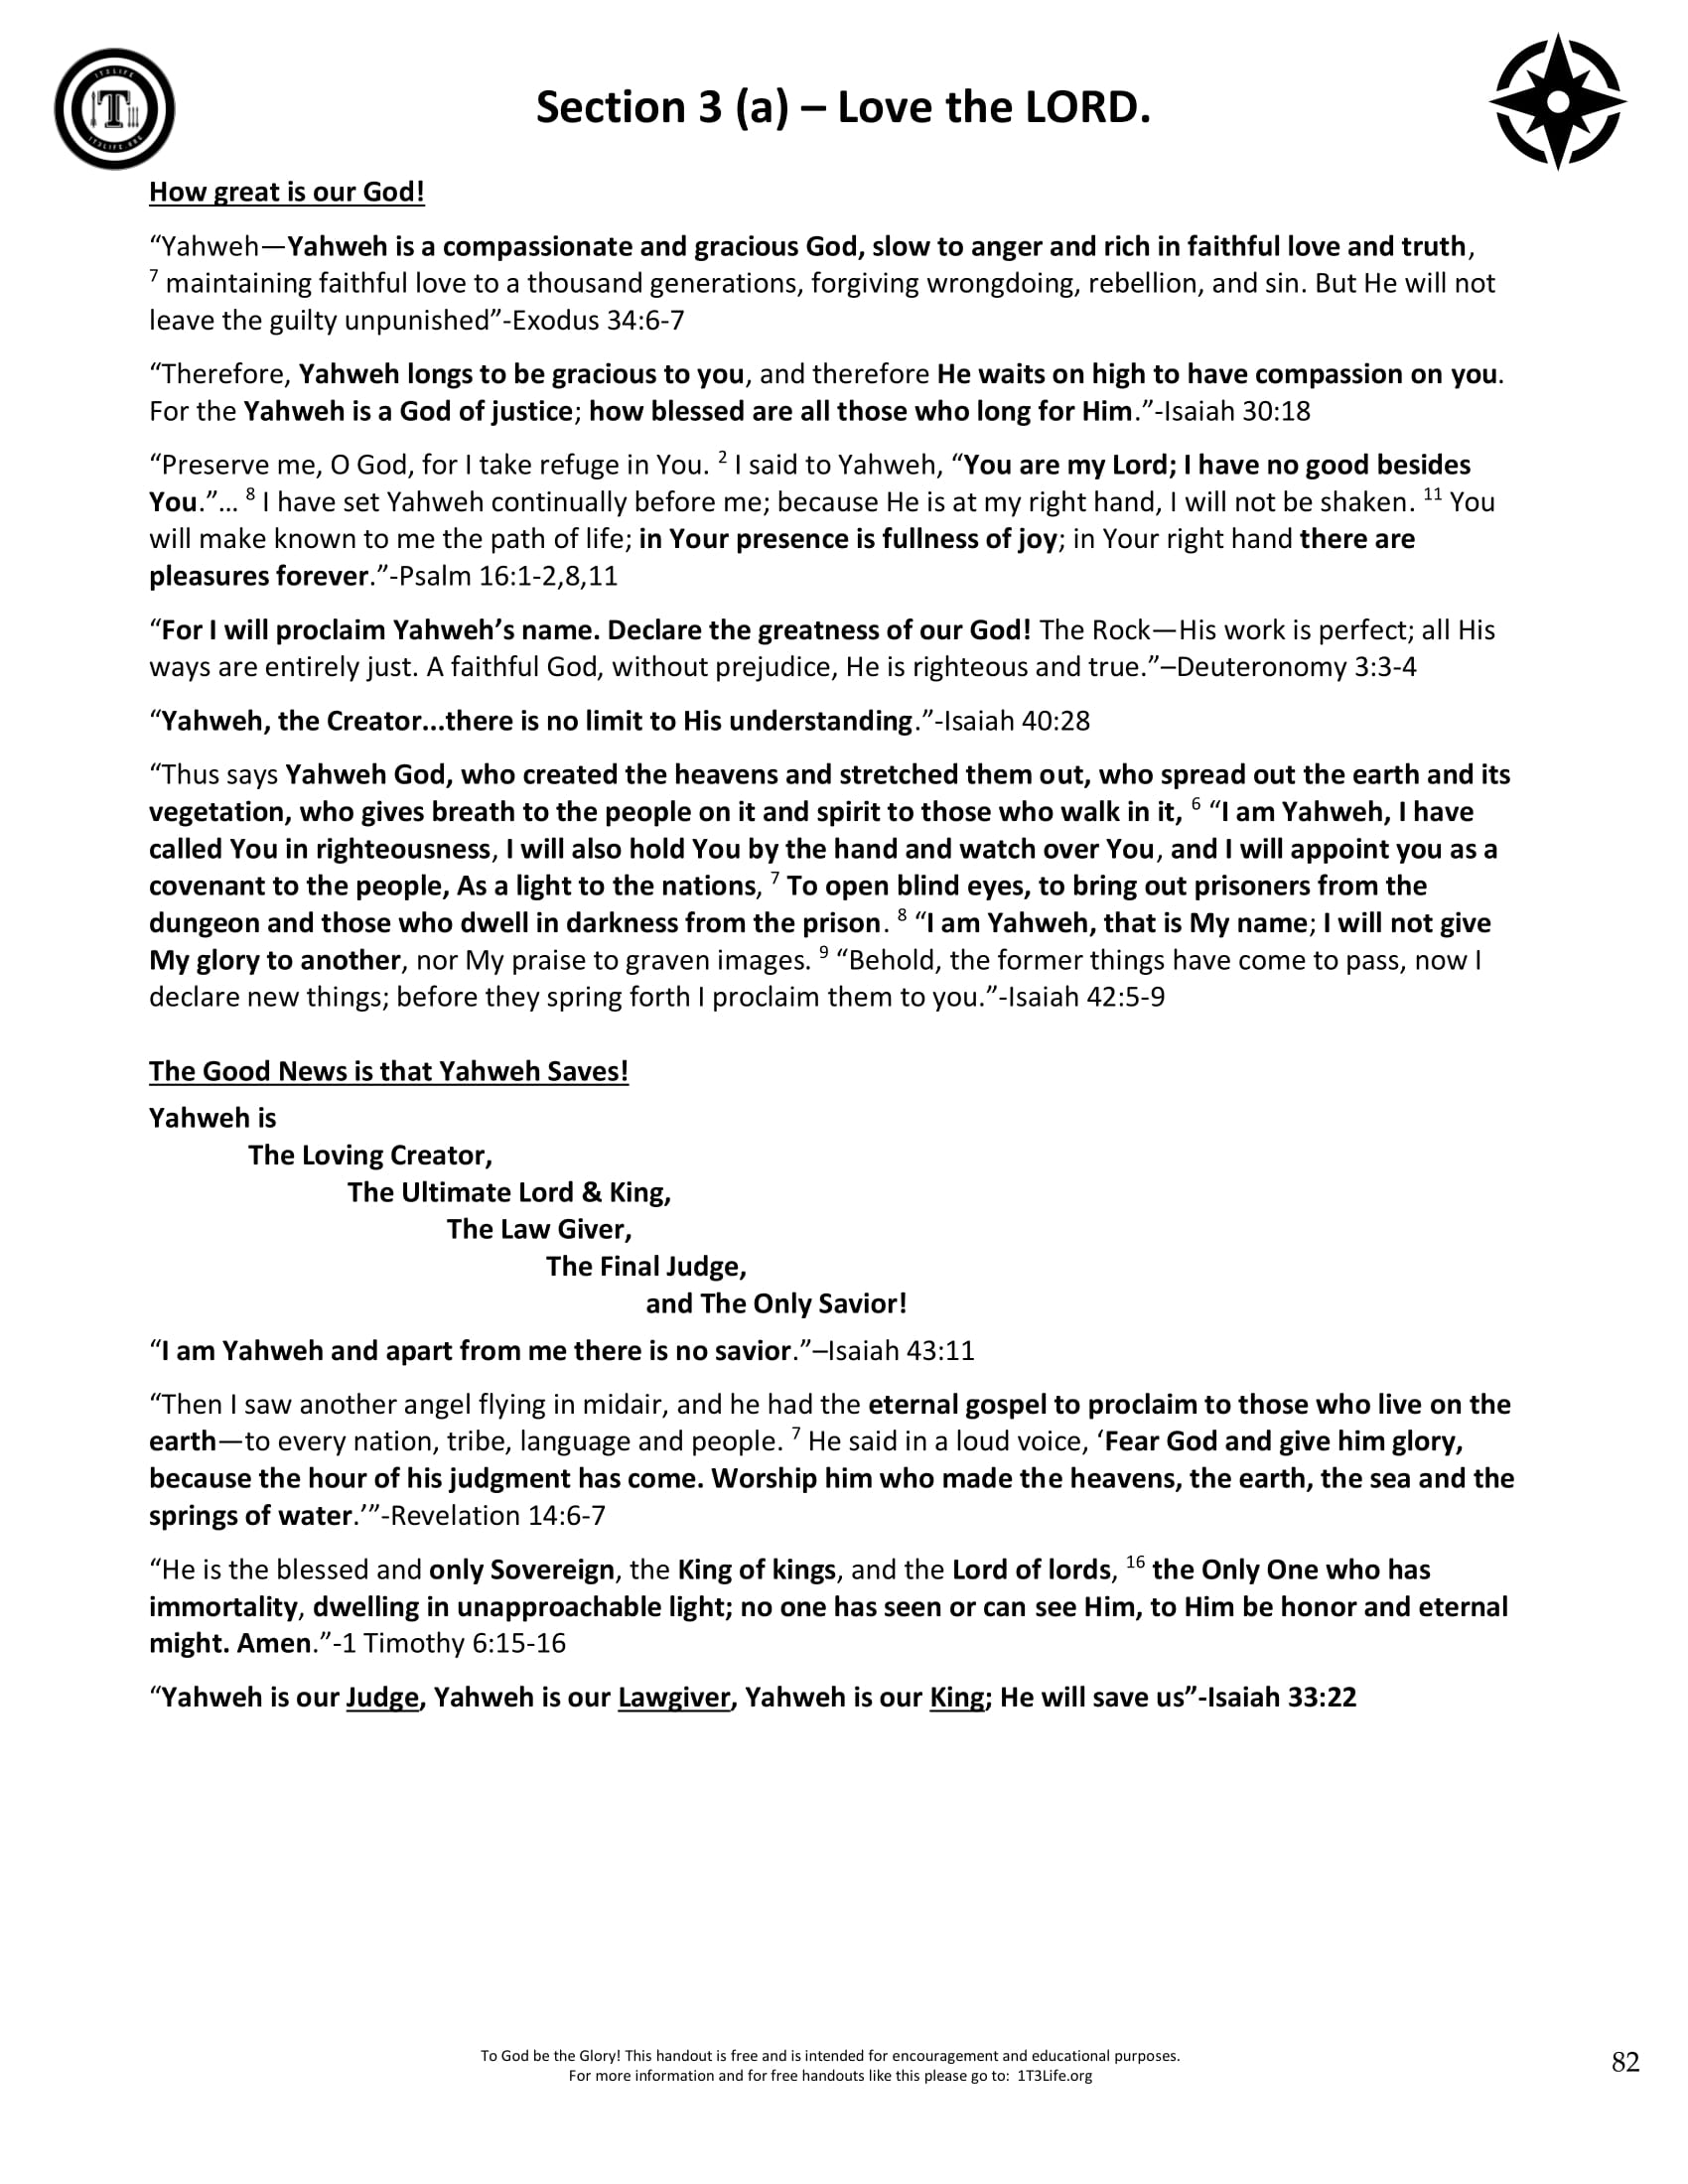 1T3LIFE
T
1T3LIFE ORG
Section 3 (a) – Love the LORD.
How great is our God!
“Yahweh—Yahweh is a compassionate and gracious God, slow to anger and rich in faithful love and truth,
7 maintaining faithful love to a thousand generations, forgiving wrongdoing, rebellion, and sin. But He will not
leave the guilty unpunished”-Exodus 34:6-7
“Therefore, Yahweh longs to be gracious to you, and therefore He waits on high to have compassion on you.
For the Yahweh is a God of justice; how blessed are all those who long for Him.”-Isaiah 30:18
“Preserve me, O God, for I take refuge in You. 2 I said to Yahweh, “You are my Lord; I have no good besides
You.”… 8 I have set Yahweh continually before me; because He is at my right hand, I will not be shaken. 11 You
will make known to me the path of life; in Your presence is fullness of joy; in Your right hand there are
pleasures forever.”-Psalm 16:1-2,8,11
“For I will proclaim Yahweh’s name. Declare the greatness of our God! The Rock—His work is perfect; all His
ways are entirely just. A faithful God, without prejudice, He is righteous and true.”–Deuteronomy 3:3-4
“Yahweh, the Creator...there is no limit to His understanding.”-Isaiah 40:28
“Thus says Yahweh God, who created the heavens and stretched them out, who spread out the earth and its
vegetation, who gives breath to the people on it and spirit to those who walk in it, 6 “I am Yahweh, I have
called You in righteousness, I will also hold You by the hand and watch over You, and I will appoint you as a
covenant to the people, As a light to the nations, 7 To open blind eyes, to bring out prisoners from the
dungeon and those who dwell in darkness from the prison. 8 “I am Yahweh, that is My name; I will not give
My glory to another, nor My praise to graven images. 9 “Behold, the former things have come to pass, now I
declare new things; before they spring forth I proclaim them to you.”-Isaiah 42:5-9
The Good News is that Yahweh Saves!
Yahweh is
The Loving Creator,
The Ultimate Lord & King,
The Law Giver,
The Final Judge,
and The Only Savior!
“I am Yahweh and apart from me there is no savior.”–Isaiah 43:11
“Then I saw another angel flying in midair, and he had the eternal gospel to proclaim to those who live on the
earth—to every nation, tribe, language and people. 7 He said in a loud voice, ‘Fear God and give him glory,
because the hour of his judgment has come. Worship him who made the heavens, the earth, the sea and the
springs of water.’”-Revelation 14:6-7
“He is the blessed and only Sovereign, the King of kings, and the Lord of lords, 16 the Only One who has
immortality, dwelling in unapproachable light; no one has seen or can see Him, to Him be honor and eternal
might. Amen.”-1 Timothy 6:15-16
“Yahweh is our Judge, Yahweh is our Lawgiver, Yahweh is our King; He will save us”-Isaiah 33:22
To God be the Glory! This handout is free and is intended for encouragement and educational purposes.
For more information and for free handouts like this please go to: 1T3Life.org
82